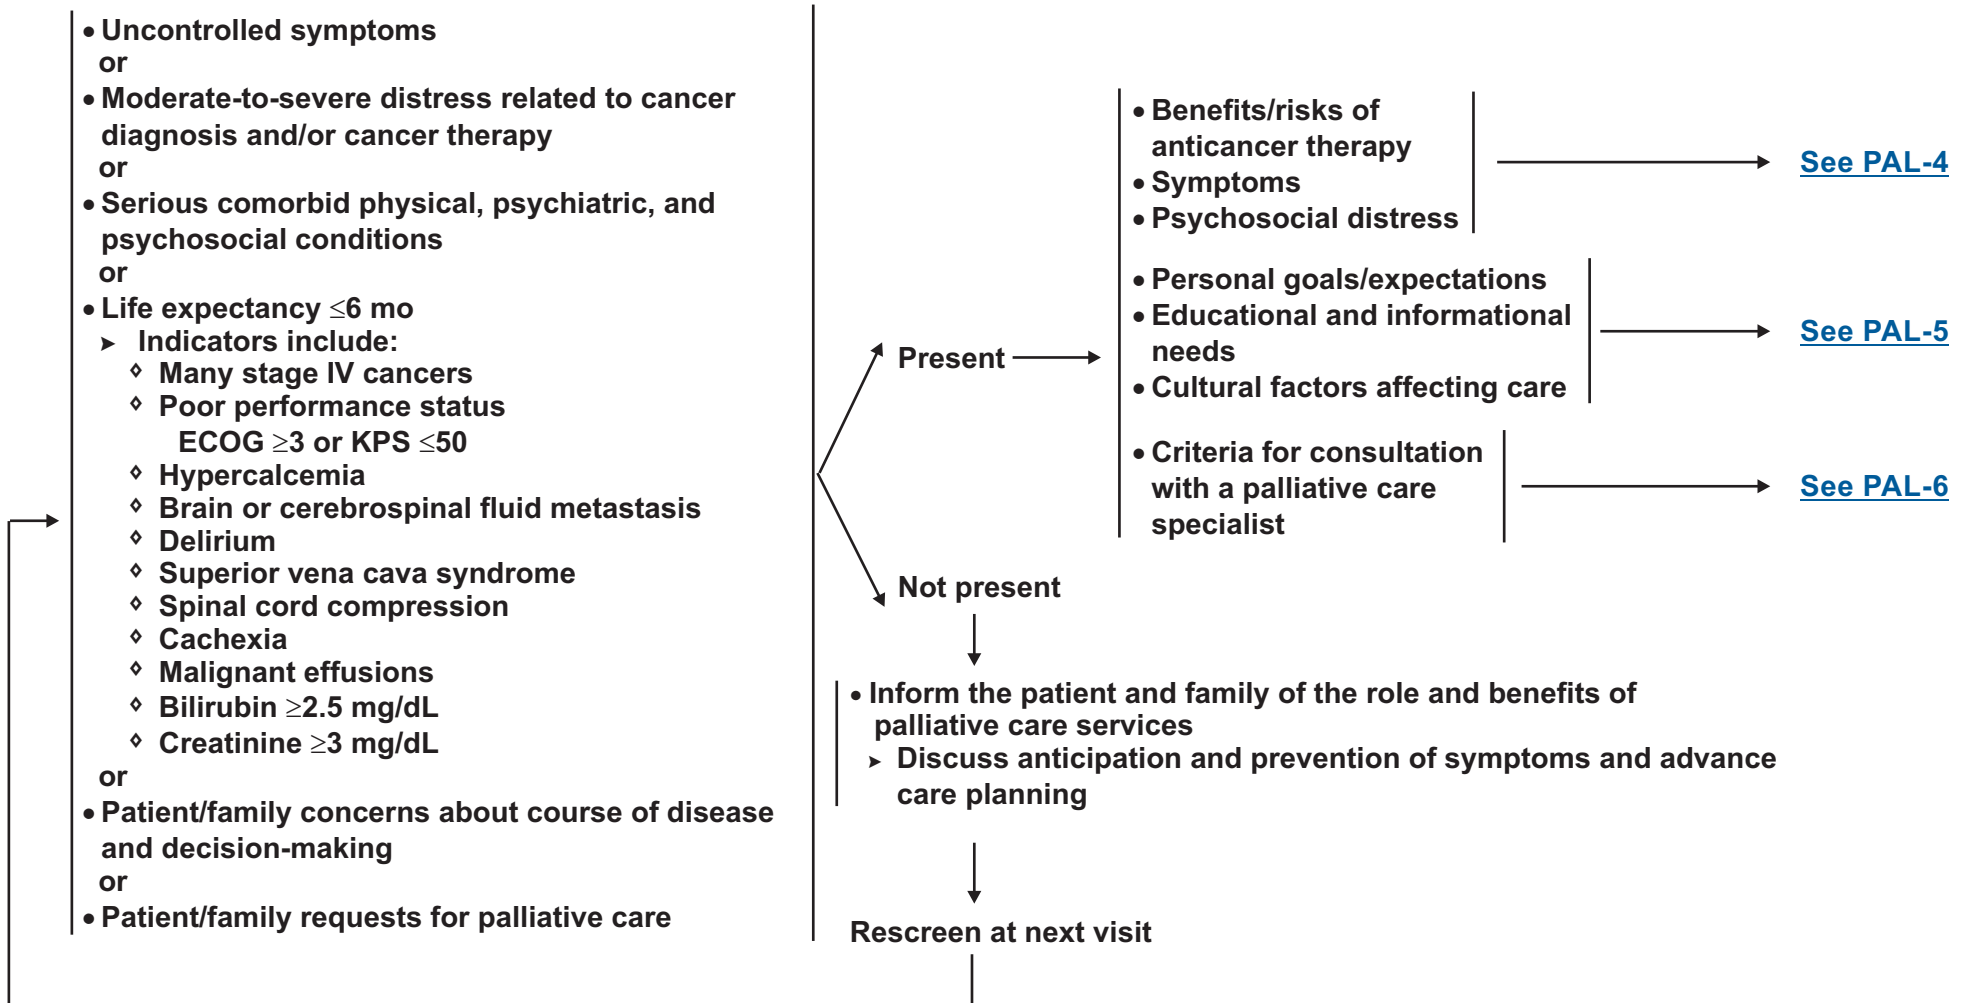 • Uncontrolled symptoms
or
• Moderate-to-severe distress related to cancer
diagnosis and/or cancer therapy
or
• Serious comorbid physical, psychiatric, and
psychosocial conditions
or
• Life expectancy ≤6 mo
➤ Indicators include:
◊ Many stage IV cancers
◊ Poor performance status
ECOG ≥3 or KPS ≤50
◊ Hypercalcemia
◊ Brain or cerebrospinal fluid metastasis
◊ Delirium
◊ Superior vena cava syndrome
◊ Spinal cord compression
◊ Cachexia
◊ Malignant effusions
◊ Bilirubin ≥2.5 mg/dL
◊ Creatinine ≥3 mg/dL
or
• Patient/family concerns about course of disease
and decision-making
or
• Patient/family requests for palliative care
Present
• Benefits/risks of
anticancer therapy
• Symptoms
• Psychosocial distress
See PAL-4
• Personal goals/expectations
• Educational and informational
needs
• Cultural factors affecting care
See PAL-5
• Criteria for consultation
with a palliative care
specialist
See PAL-6
Not present
• Inform the patient and family of the role and benefits of
palliative care services
➤ Discuss anticipation and prevention of symptoms and advance
care planning
Rescreen at next visit